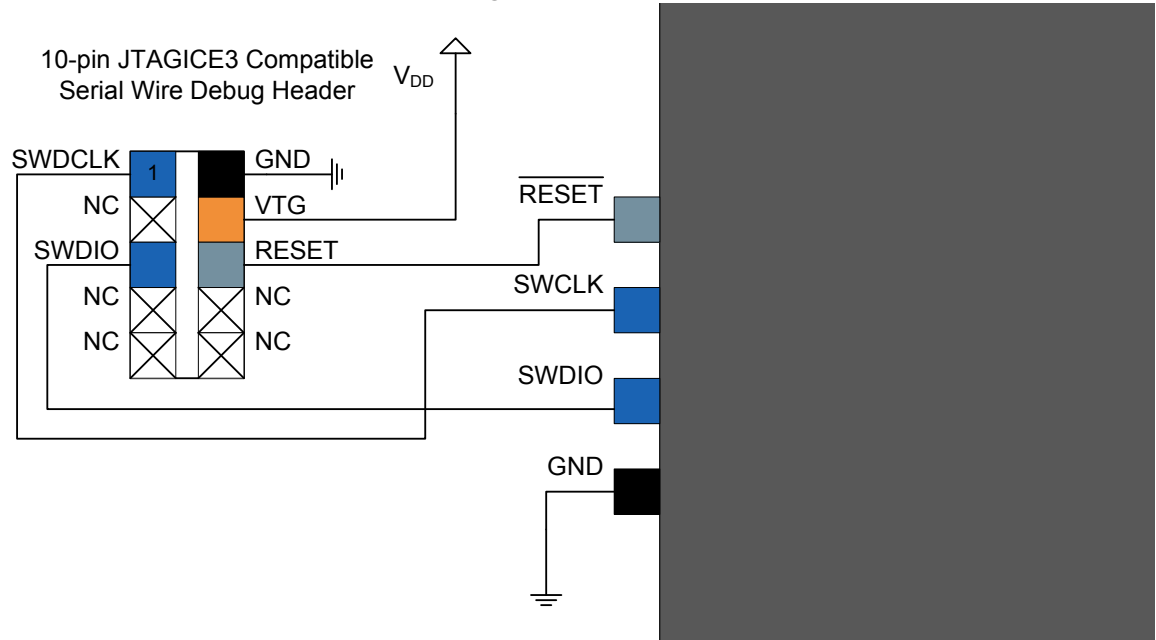 10-pin JTAGICE3 Compatible
Serial Wire Debug Header
VDD
SWDCLK
1
GND
NC
VTG
SWDIO
RESET
NC
NC
NC
NC
RESET
SWCLK
SWDIO
GND